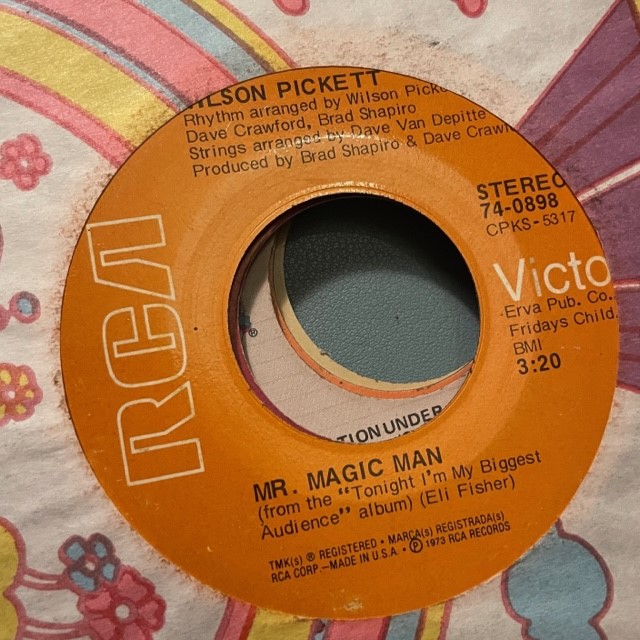 WILSON PICKETT
Rhythm arranged by Wilson Picke
Dave Crawford, Brad Shapiro
Strings arranged by Dave Van Depitte
Produced by Brad Shapiro & Dave Craw
STEREO
74-0898
CPKS-5317
RCA
Victo
Erva Pub. Co.
Fridays Child
BMI
3:20
TION UNDER
MR. MAGIC MAN
(from the "Tonight I'm My Biggest
Audience" album) (Eli Fisher)
TMK(s) ® REGISTERED • MARCA(s) REGISTRADA(s)
RCA CORP.—MADE IN U.S.A. • ℗ 1973 RCA RECORDS